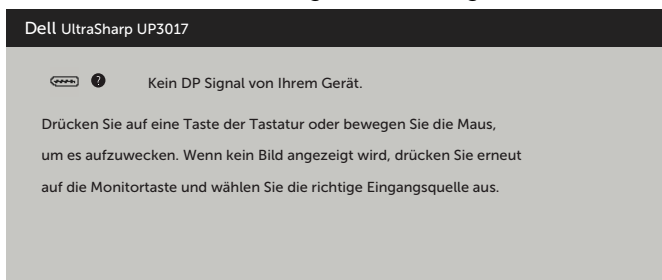 Dell UltraSharp UP3017
Kein DP Signal von Ihrem Gerät.
Drücken Sie auf eine Taste der Tastatur oder bewegen Sie die Maus,
um es aufzuwecken. Wenn kein Bild angezeigt wird, drücken Sie erneut
auf die Monitortaste und wählen Sie die richtige Eingangsquelle aus.